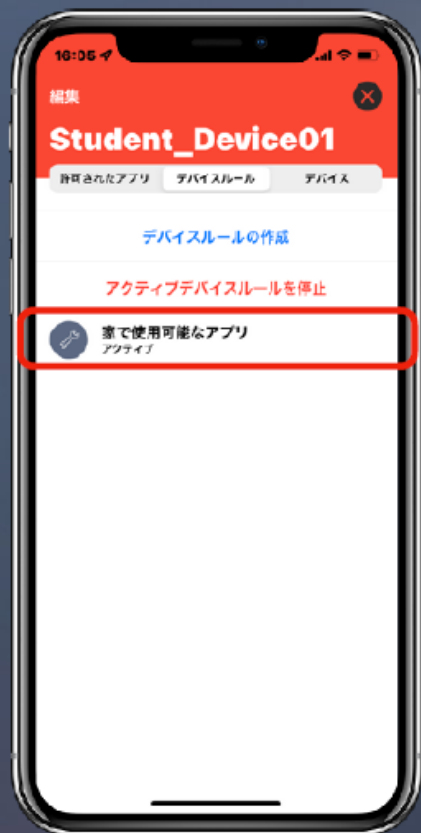 16:05
編集
Student_Device01
許可されたアプリ デバイスルール デバイス
デバイスルールの作成
アクティブデバイスルールを停止
家で使用可能なアプリ
アクティブ